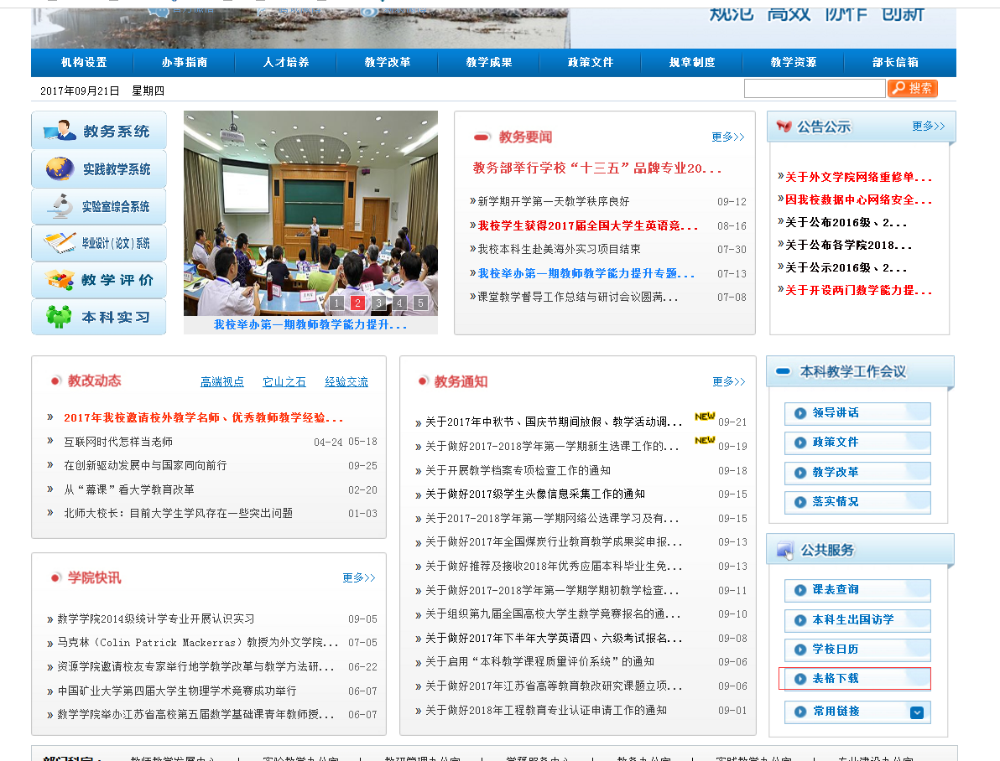 规范 高效 协作 创新
机构设置 办事指南 人才培养 教学改革 教学成果 政策文件 规章制度 教学资源 部长信箱
2017年09月21日 星期四
搜索
教务系统
实践教学系统
实验室综合系统
毕业设计(论文)系统
教学评价
本科实习
1 2 3 4 5
我校举办第一期教师教学能力提升...
教务要闻 更多>>
教务部举行学校“十三五”品牌专业20...
»新学期开学第一天教学秩序良好 09-12
»我校学生获得2017届全国大学生英语竞... 08-16
»我校本科生赴美海外实习项目结束 07-30
»我校举办第一期教师教学能力提升专题... 07-13
»课堂教学督导工作总结与研讨会议圆满... 07-08
公告公示 更多>>
»关于外文学院网络重修单...
»因我校数据中心网络安全...
»关于公布2016级、2...
»关于公布各学院2018...
»关于公示2016级、2...
»关于开设两门教学能力提...
教改动态 高端视点 它山之石 经验交流
» 2017年我校邀请校外教学名师、优秀教师教学经验...
» 互联网时代怎样当老师 04-24 05-18
» 在创新驱动发展中与国家同向前行 09-25
» 从“幕课”看大学教育改革 02-20
» 北师大校长：目前大学生学风存在一些突出问题 01-03
学院快讯 更多>>
» 数学学院2014级统计学专业开展认识实习 09-05
» 马克林（Colin Patrick Mackerras）教授为外文学院... 07-05
» 资源学院邀请校友专家举行地学教学改革与教学方法研... 06-22
» 中国矿业大学第四届大学生物理学术竞赛成功举行 06-07
» 数学学院举办江苏省高校第五届数学基础课青年教师授... 06-07
教务通知 更多>>
» 关于2017年中秋节、国庆节期间放假、教学活动调... NEW 09-21
» 关于做好2017-2018学年第一学期新生选课工作的... NEW 09-19
» 关于开展教学档案专项检查工作的通知 09-18
» 关于做好2017级学生头像信息采集工作的通知 09-15
» 关于2017-2018学年第一学期网络公选课学习及有... 09-15
» 关于做好2017年全国煤炭行业教育教学成果奖申报... 09-13
» 关于做好推荐及接收2018年优秀应届本科毕业生免... 09-13
» 关于做好2017-2018学年第一学期学期初教学检查... 09-11
» 关于组织第九届全国高校大学生数学竞赛报名的通... 09-10
» 关于2017年下半年大学英语四、六级考试报名... 09-08
» 关于启用“本科教学课程质量评价系统”的通知 09-06
» 关于做好2017年江苏省高等教育教改研究课题立项... 09-06
» 关于做好2018年工程教育专业认证申请工作的通知 09-01
本科教学工作会议
领导讲话
政策文件
教学改革
落实情况
公共服务
课表查询
本科生出国访学
学校日历
表格下载
常用链接